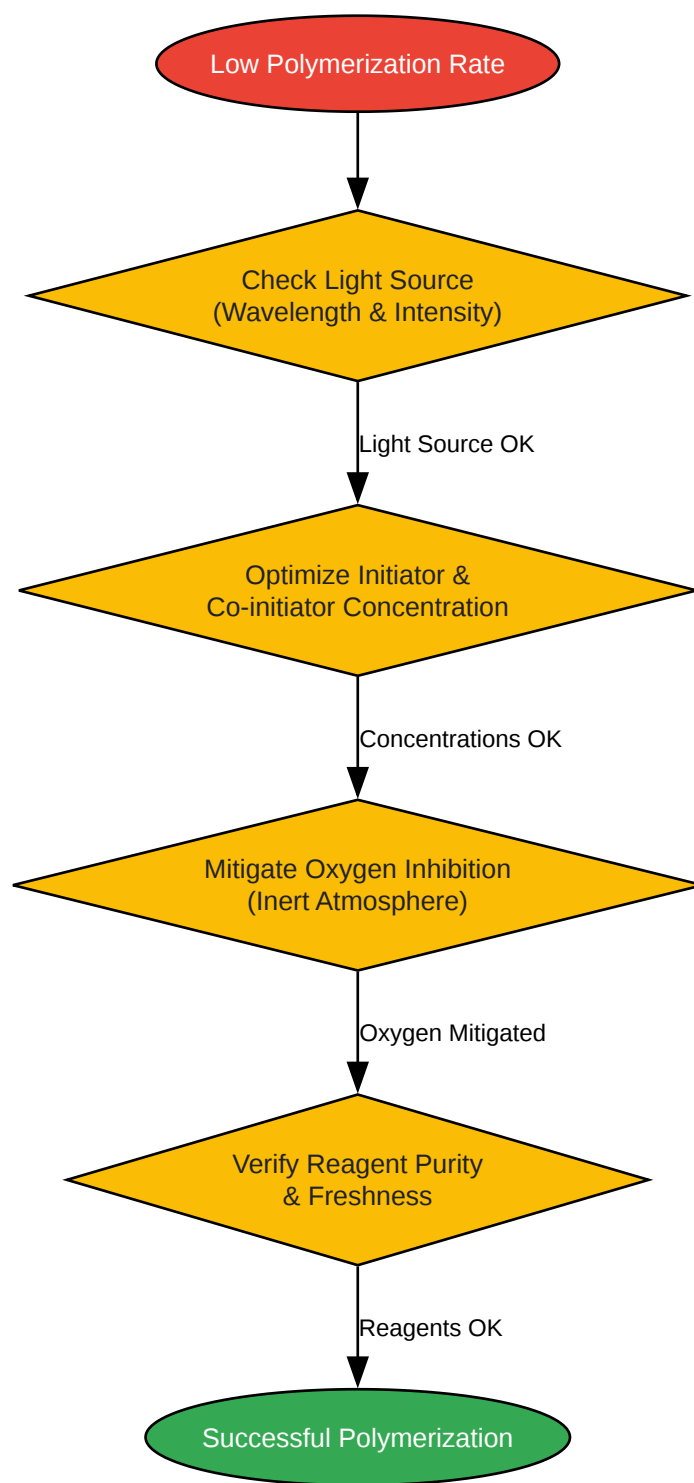 Low Polymerization Rate
Check Light Source
(Wavelength & Intensity)
Light Source OK
Optimize Initiator &
Co-initiator Concentration
Concentrations OK
Mitigate Oxygen Inhibition
(Inert Atmosphere)
Oxygen Mitigated
Verify Reagent Purity
& Freshness
Reagents OK
Successful Polymerization